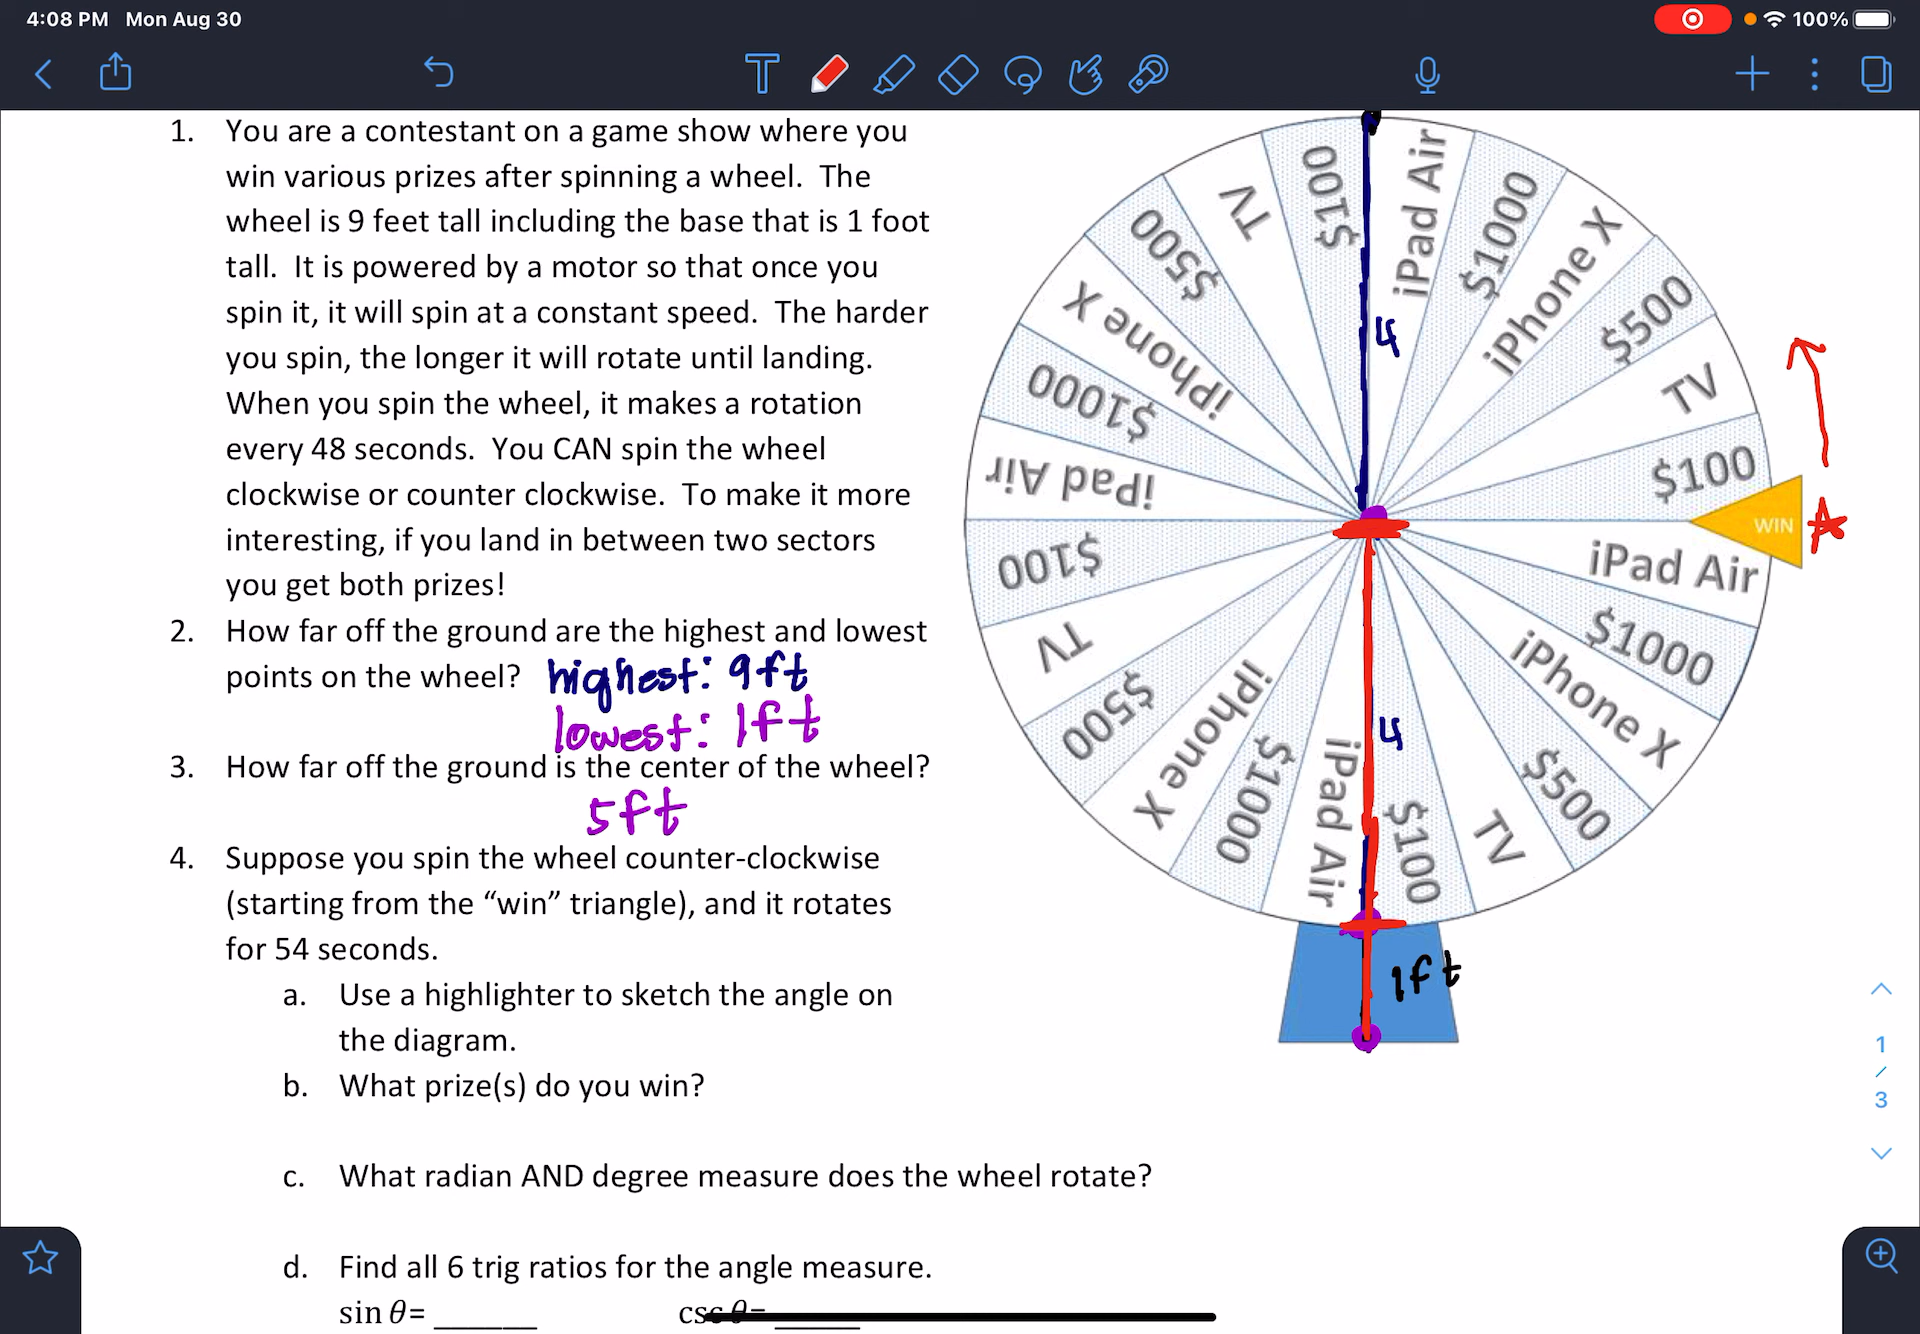 4:08 PM Mon Aug 30
100%
1. You are a contestant on a game show where you
win various prizes after spinning a wheel. The
wheel is 9 feet tall including the base that is 1 foot
tall. It is powered by a motor so that once you
spin it, it will spin at a constant speed. The harder
you spin, the longer it will rotate until landing.
When you spin the wheel, it makes a rotation
every 48 seconds. You CAN spin the wheel
clockwise or counter clockwise. To make it more
interesting, if you land in between two sectors
you get both prizes!
2. How far off the ground are the highest and lowest
points on the wheel? highest: 9ft
lowest: 1ft
3. How far off the ground is the center of the wheel?
5ft
4. Suppose you spin the wheel counter-clockwise
(starting from the “win” triangle), and it rotates
for 54 seconds.
a. Use a highlighter to sketch the angle on
the diagram.
b. What prize(s) do you win?
c. What radian AND degree measure does the wheel rotate?
d. Find all 6 trig ratios for the angle measure.
sin θ= ______ csc θ= ______
iPad Air
$1000
iPhone X
$500
TV
$100
WIN
iPad Air
$1000
iPhone X
$500
TV
$100
iPad Air
$1000
iPhone X
$500
TV
$100
iPad Air
$1000
iPhone X
$500
TV
$100
4
4
1ft
1
/
3